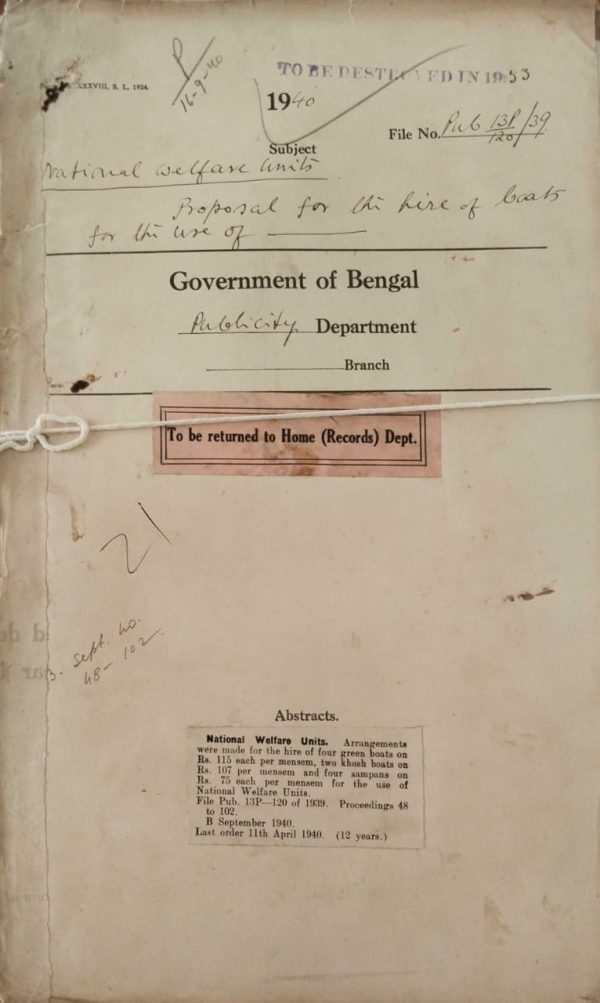 P
16-9-40
TO BE DESTROYED IN 1953
XXXVIII, S. L, 1934.
1940
File No. Pub 13P/120/39
Subject
National welfare units
Proposal for the hire of boats
for the use of ———
Government of Bengal
Publicity Department
Branch
To be returned to Home (Records) Dept.
21
B. Sept. 40.
48-102
Abstracts.
National Welfare Units. Arrangements
were made for the hire of four green boats on
Rs. 115 each per mensem, two khosh boats on
Rs. 107 per mensem and four sampans on
Rs. 75 each per mensem for the use of
National Welfare Units.
File Pub. 13P—120 of 1939. Proceedings 48
to 102.
B September 1940.
Last order 11th April 1940. (12 years.)